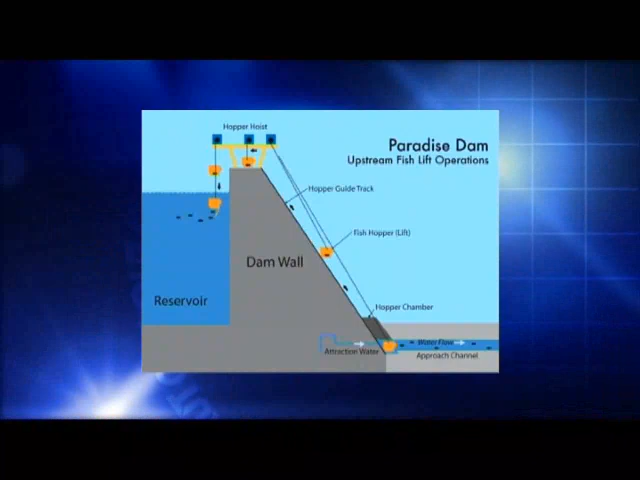 Hopper Hoist
Paradise Dam
Upstream Fish Lift Operations
Hopper Guide Track
Fish Hopper (Lift)
Dam Wall
Reservoir
Hopper Chamber
Attraction Water
Water Flow
Approach Channel